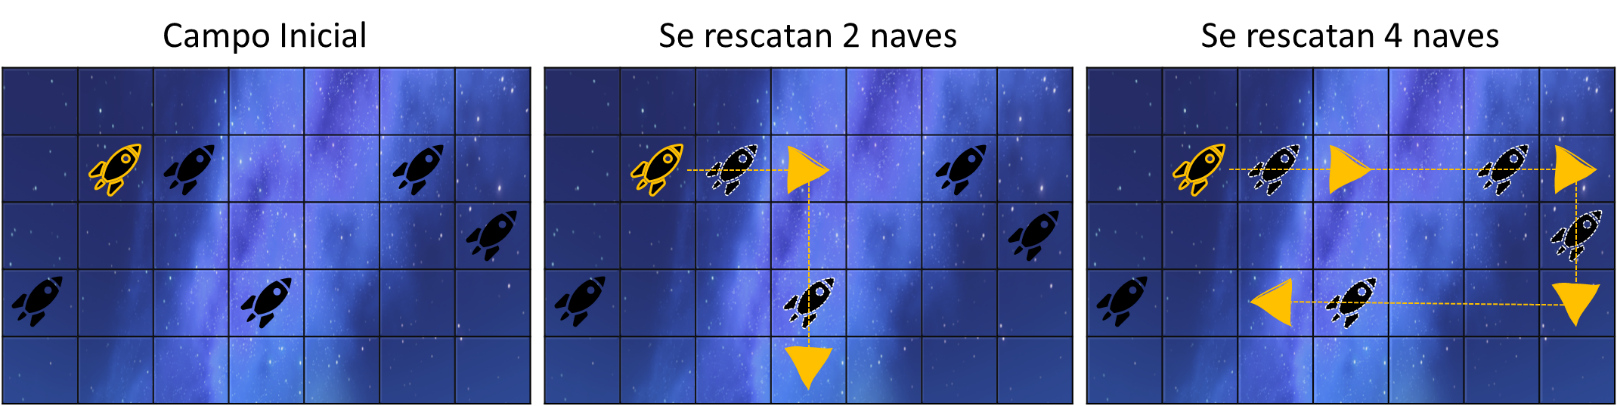 Campo Inicial
Se rescatan 2 naves
Se rescatan 4 naves